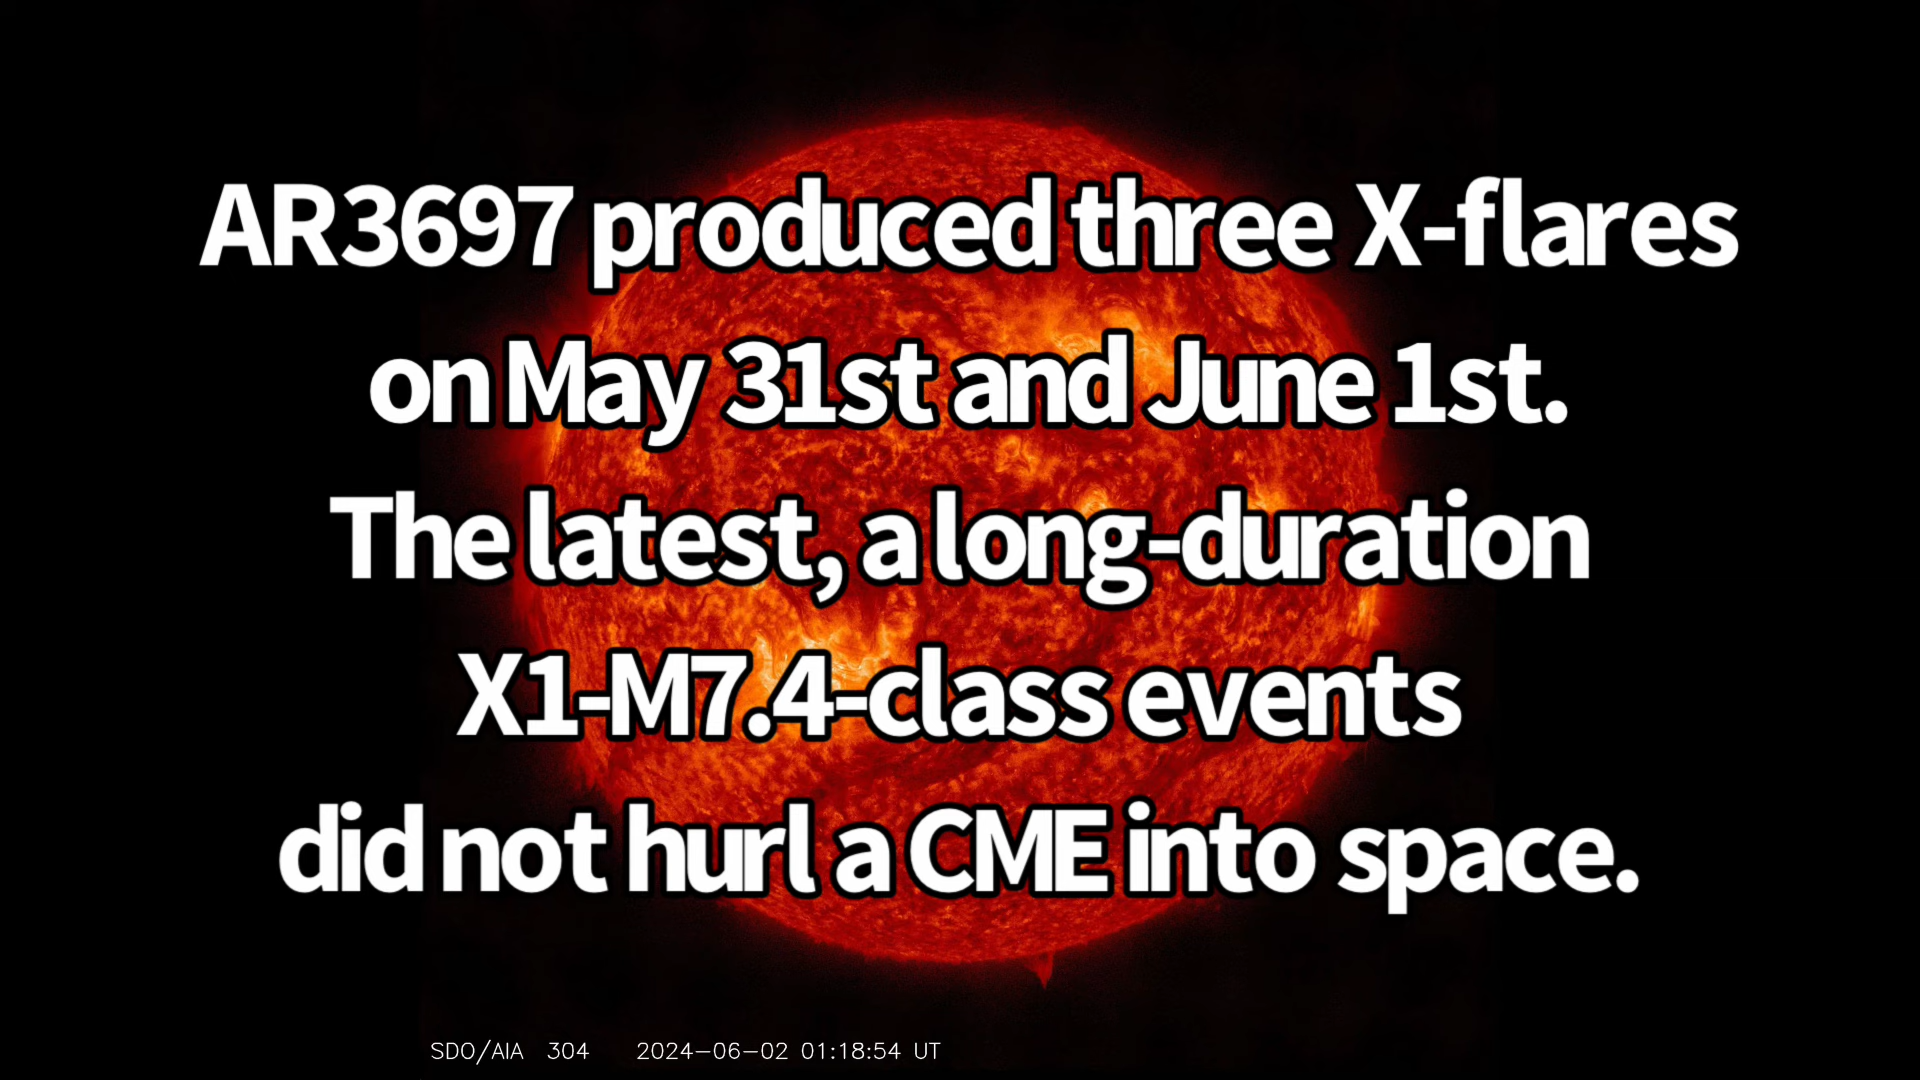 AR3697 produced three X-flares
on May 31st and June 1st.
The latest, a long-duration
X1-M7.4-class events
did not hurl a CME into space.
SDO/AIA 304 2024-06-02 01:18:54 UT